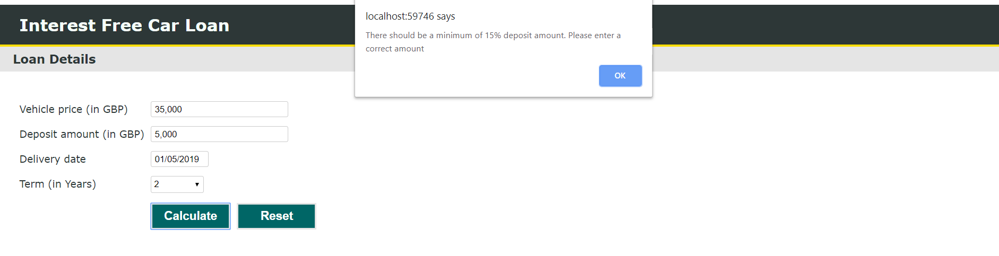 localhost:59746 says
There should be a minimum of 15% deposit amount. Please enter a
correct amount
OK
Interest Free Car Loan
Loan Details
Vehicle price (in GBP) 35,000
Deposit amount (in GBP) 5,000
Delivery date 01/05/2019
Term (in Years) 2
Calculate Reset